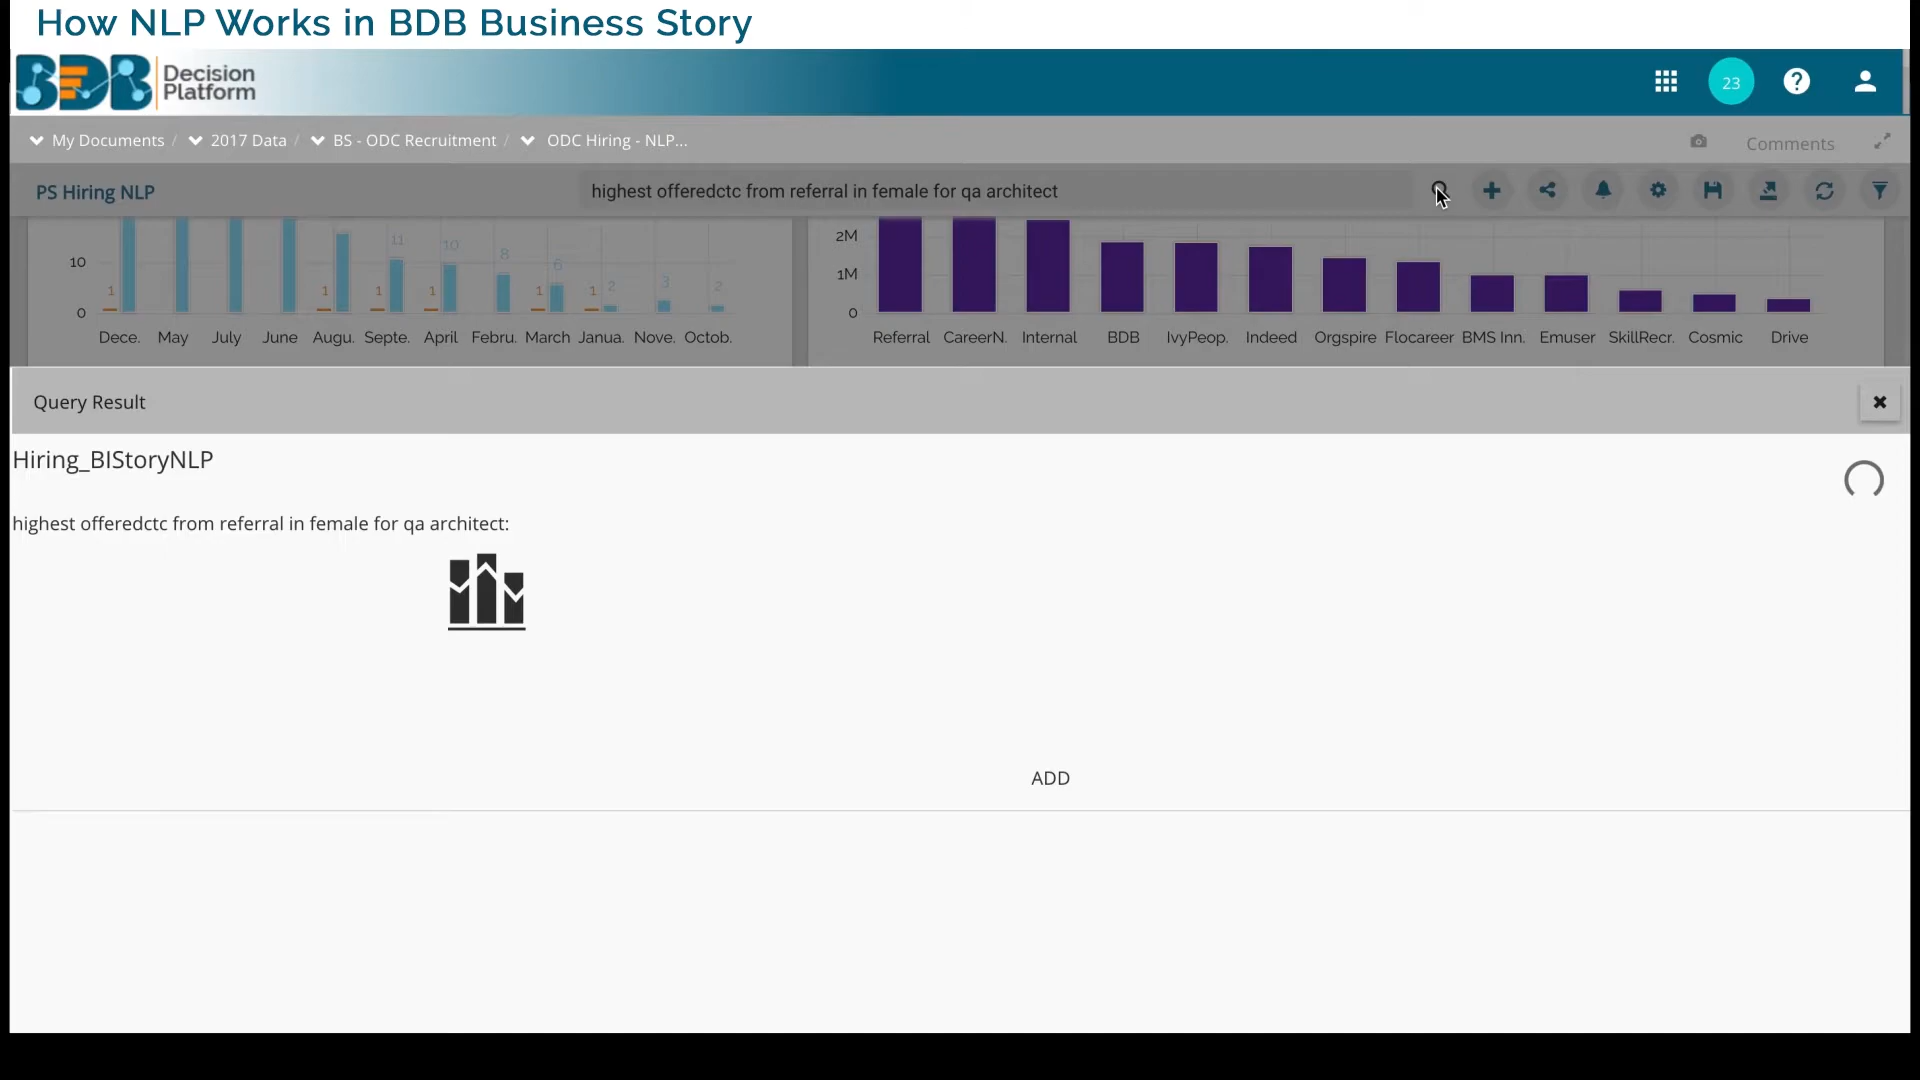 How NLP Works in BDB Business Story
BDB Decision Platform
23
My Documents / 2017 Data / BS - ODC Recruitment / ODC Hiring - NLP...
Comments
PS Hiring NLP
highest offeredctc from referral in female for qa architect
10
0
1
1
1
1
11
10
8
1
6
1
2
3
2
Dece. May July June Augu. Septe. April Febru. March Janua. Nove. Octob.
2M
1M
0
Referral CareerN. Internal BDB IvyPeop. Indeed Orgspire Flocareer BMS Inn. Emuser SkillRecr. Cosmic Drive
Query Result
Hiring_BIStoryNLP
highest offeredctc from referral in female for qa architect:
ADD